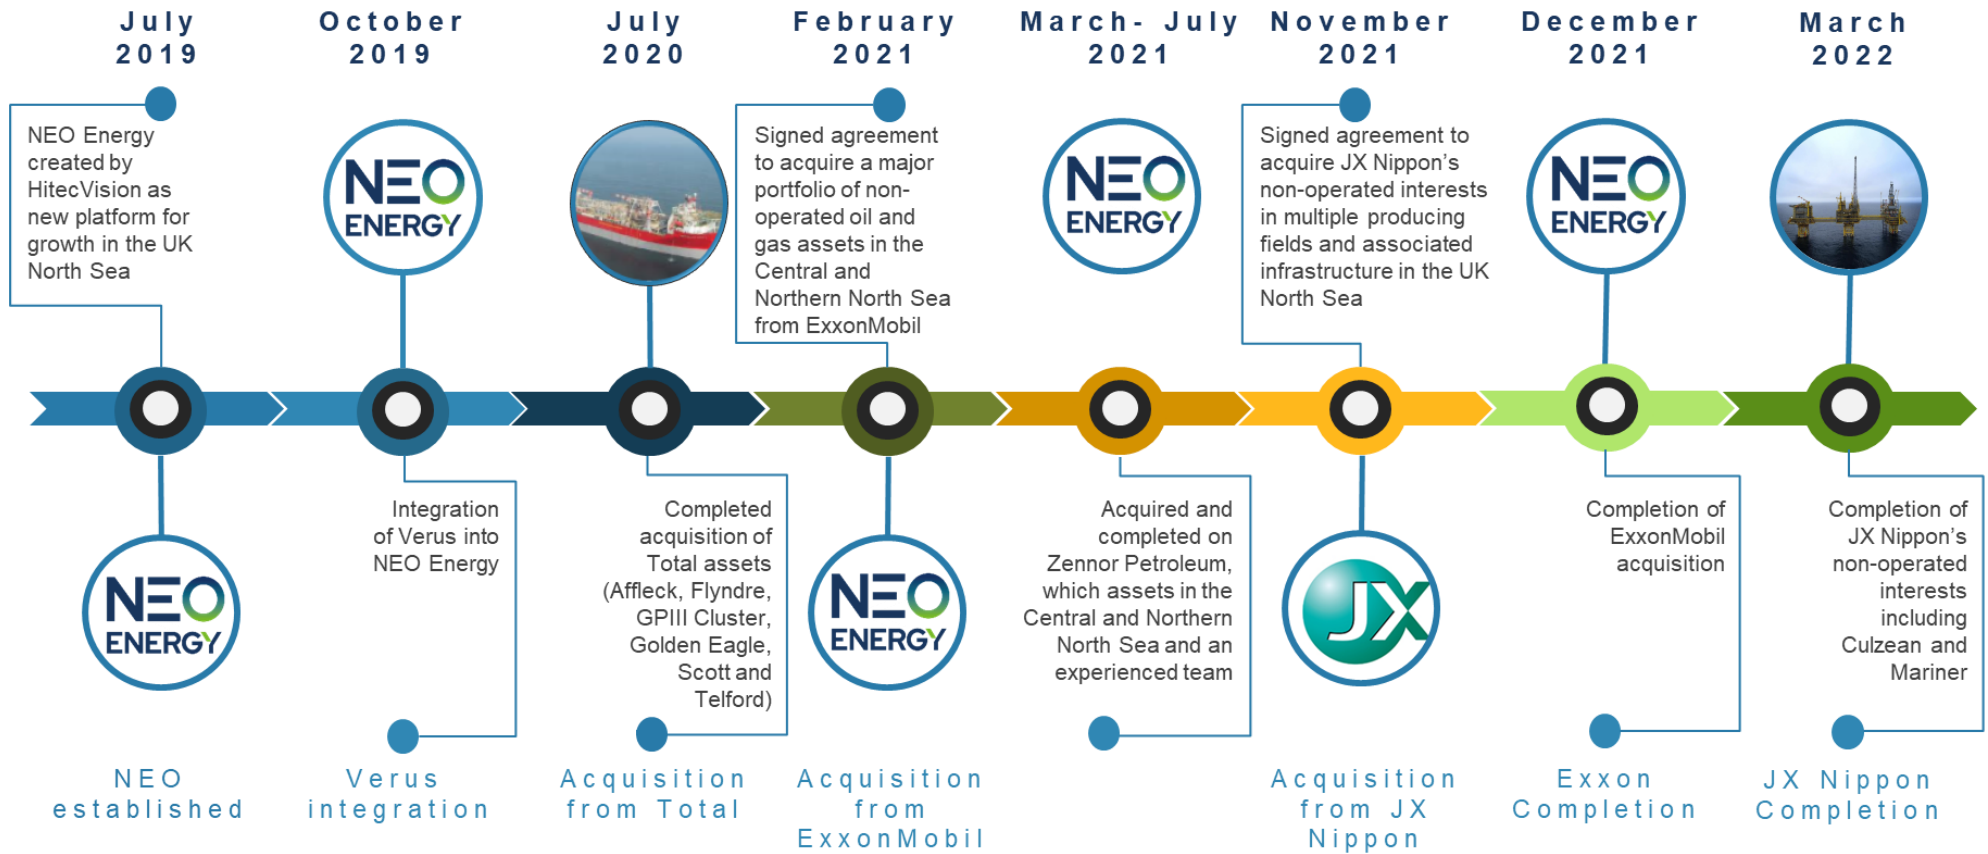 July
2019
October
2019
July
2020
February
2021
March- July
2021
November
2021
December
2021
March
2022
NEO Energy
created by
HitecVision as
new platform for
growth in the UK
North Sea
NEO
ENERGY
Signed agreement
to acquire a major
portfolio of non-
operated oil and
gas assets in the
Central and
Northern North Sea
from ExxonMobil
NEO
ENERGY
Signed agreement to
acquire JX Nippon’s
non-operated interests
in multiple producing
fields and associated
infrastructure in the UK
North Sea
NEO
ENERGY
NEO
ENERGY
Integration
of Verus into
NEO Energy
Completed
acquisition of
Total assets
(Affleck, Flyndre,
GPIII Cluster,
Golden Eagle,
Scott and
Telford)
NEO
ENERGY
Acquired and
completed on
Zennor Petroleum,
which assets in the
Central and Northern
North Sea and an
experienced team
JX
Completion of
ExxonMobil
acquisition
Completion of
JX Nippon’s
non-operated
interests
including
Culzean and
Mariner
NEO
established
Verus
integration
Acquisition
from Total
Acquisition
from
ExxonMobil
Acquisition
from JX
Nippon
Exxon
Completion
JX Nippon
Completion